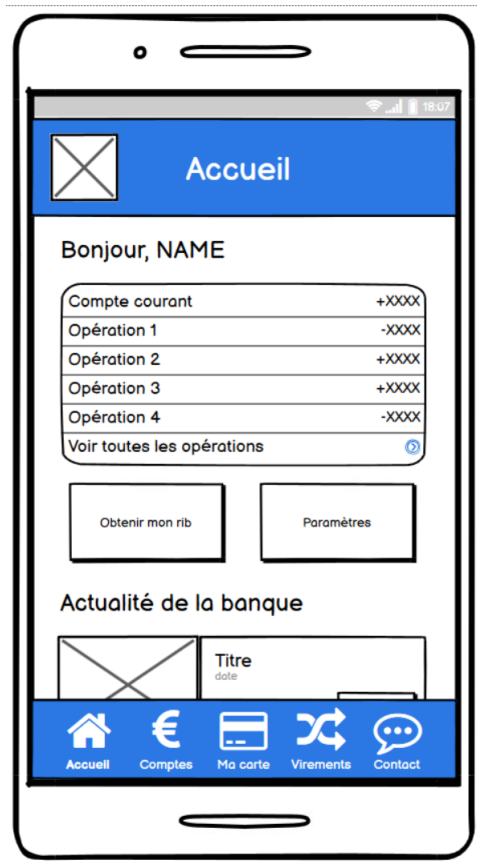 18:07
Accueil
Bonjour, NAME
Compte courant +XXXX
Opération 1 -XXXX
Opération 2 +XXXX
Opération 3 +XXXX
Opération 4 -XXXX
Voir toutes les opérations
Obtenir mon rib Paramètres
Actualité de la banque
Titre
date
Accueil Comptes Ma carte Virements Contact